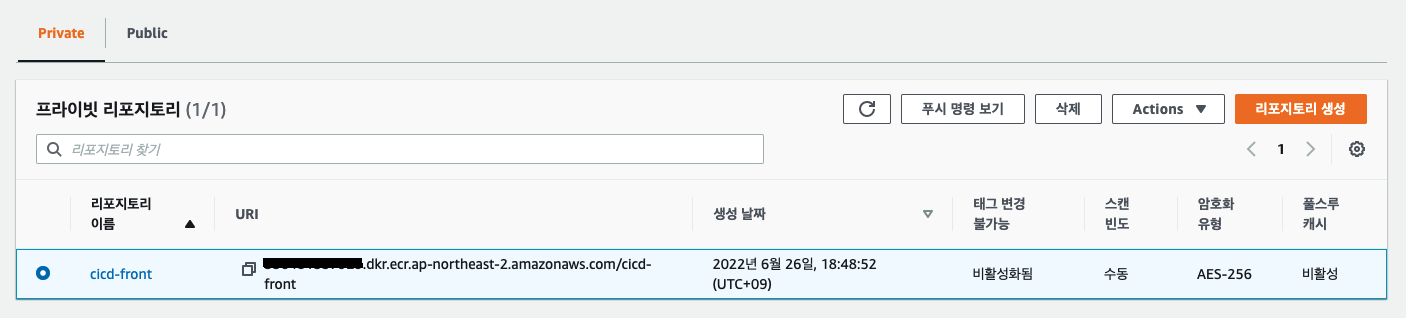 Private
Public
프라이빗 리포지토리 (1/1)
푸시 명령 보기
삭제
Actions
리포지토리 생성
리포지토리 찾기
1
리포지토리
이름
URI
생성 날짜
태그 변경
불가능
스캔
빈도
암호화
유형
풀스루
캐시
cicd-front
.dkr.ecr.ap-northeast-2.amazonaws.com/cicd-
front
2022년 6월 26일, 18:48:52
(UTC+09)
비활성화됨
수동
AES-256
비활성